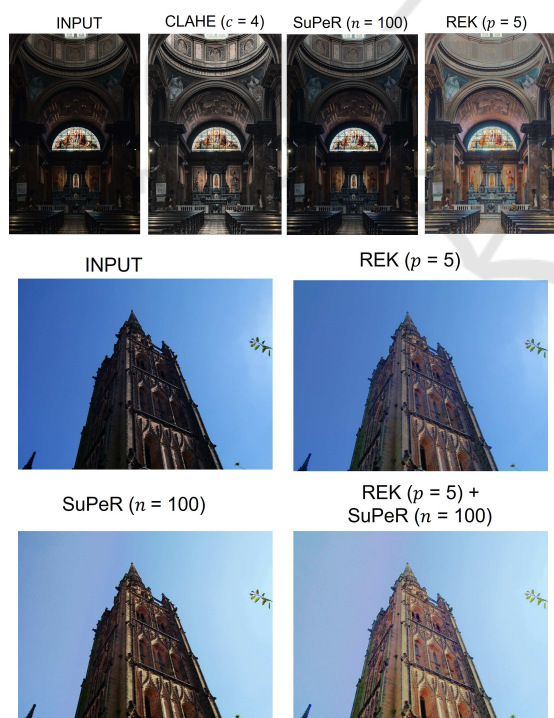 INPUT
CLAHE (c = 4)
SuPeR (n = 100)
REK (p = 5)
INPUT
REK (p = 5)
SuPeR (n = 100)
REK (p = 5) +
SuPeR (n = 100)